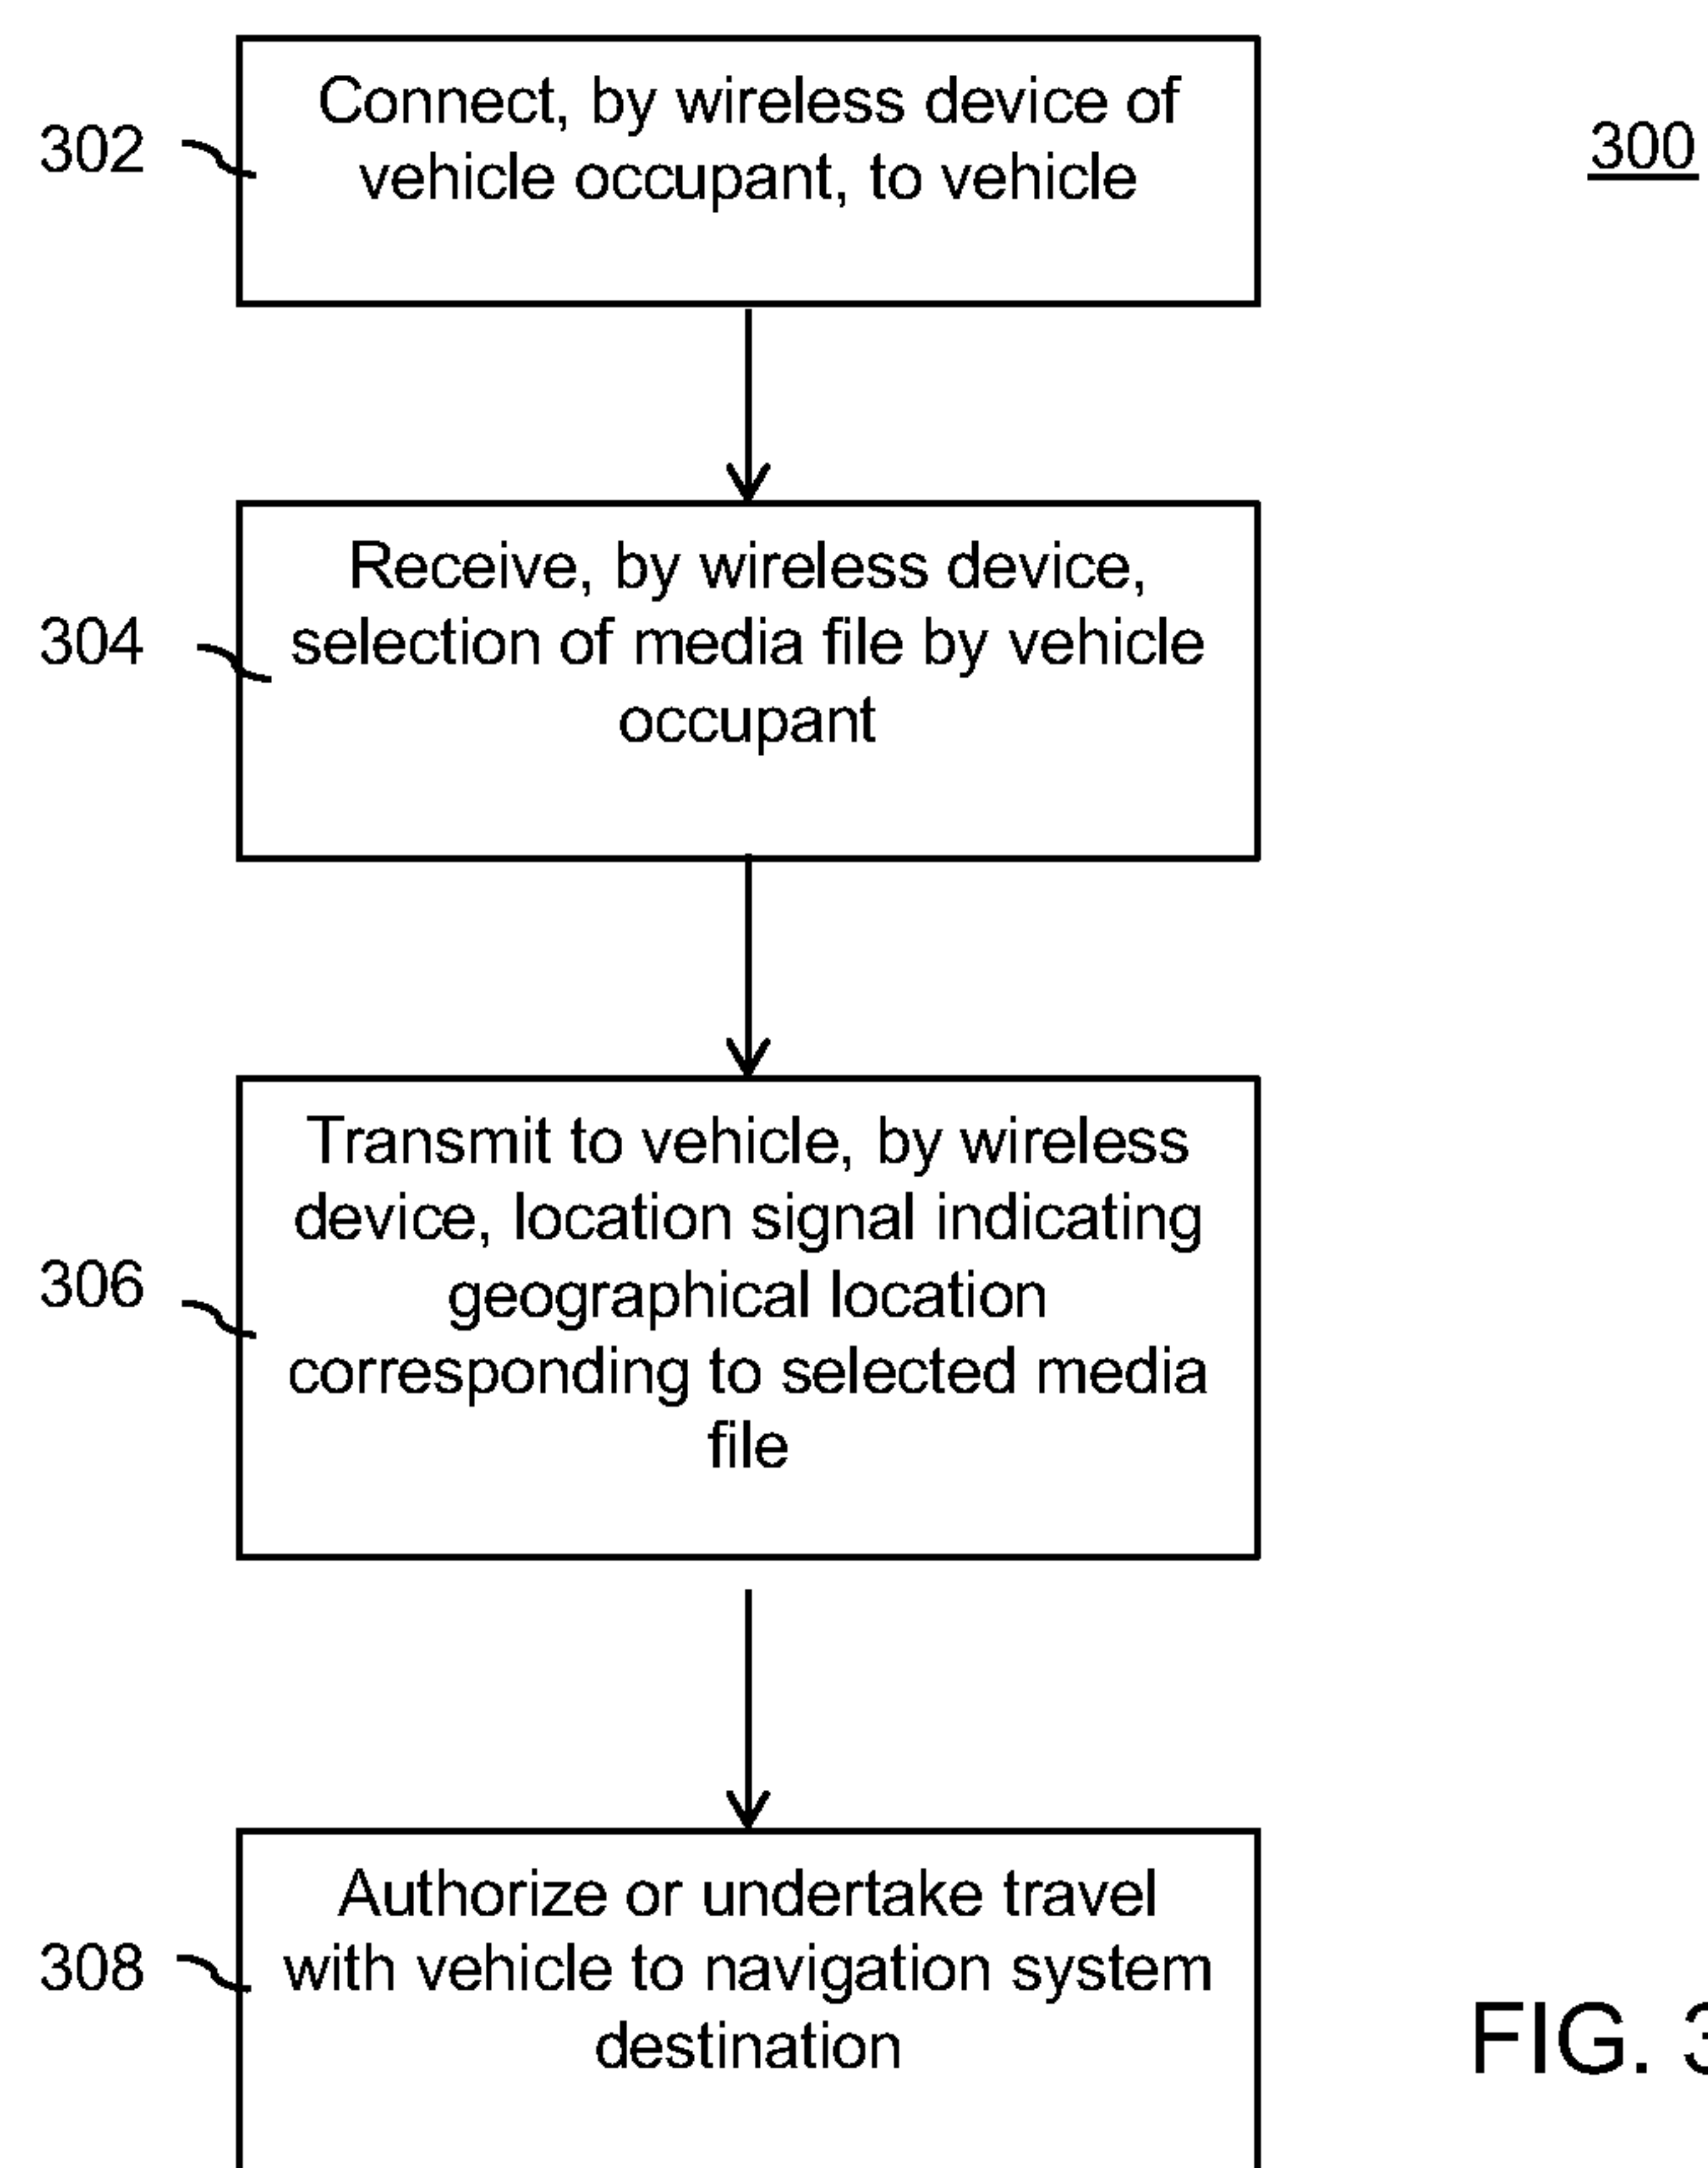 300
302
Connect, by wireless device of
vehicle occupant, to vehicle
304
Receive, by wireless device,
selection of media file by vehicle
occupant
306
Transmit to vehicle, by wireless
device, location signal indicating
geographical location
corresponding to selected media
file
308
Authorize or undertake travel
with vehicle to navigation system
destination
FIG. 3